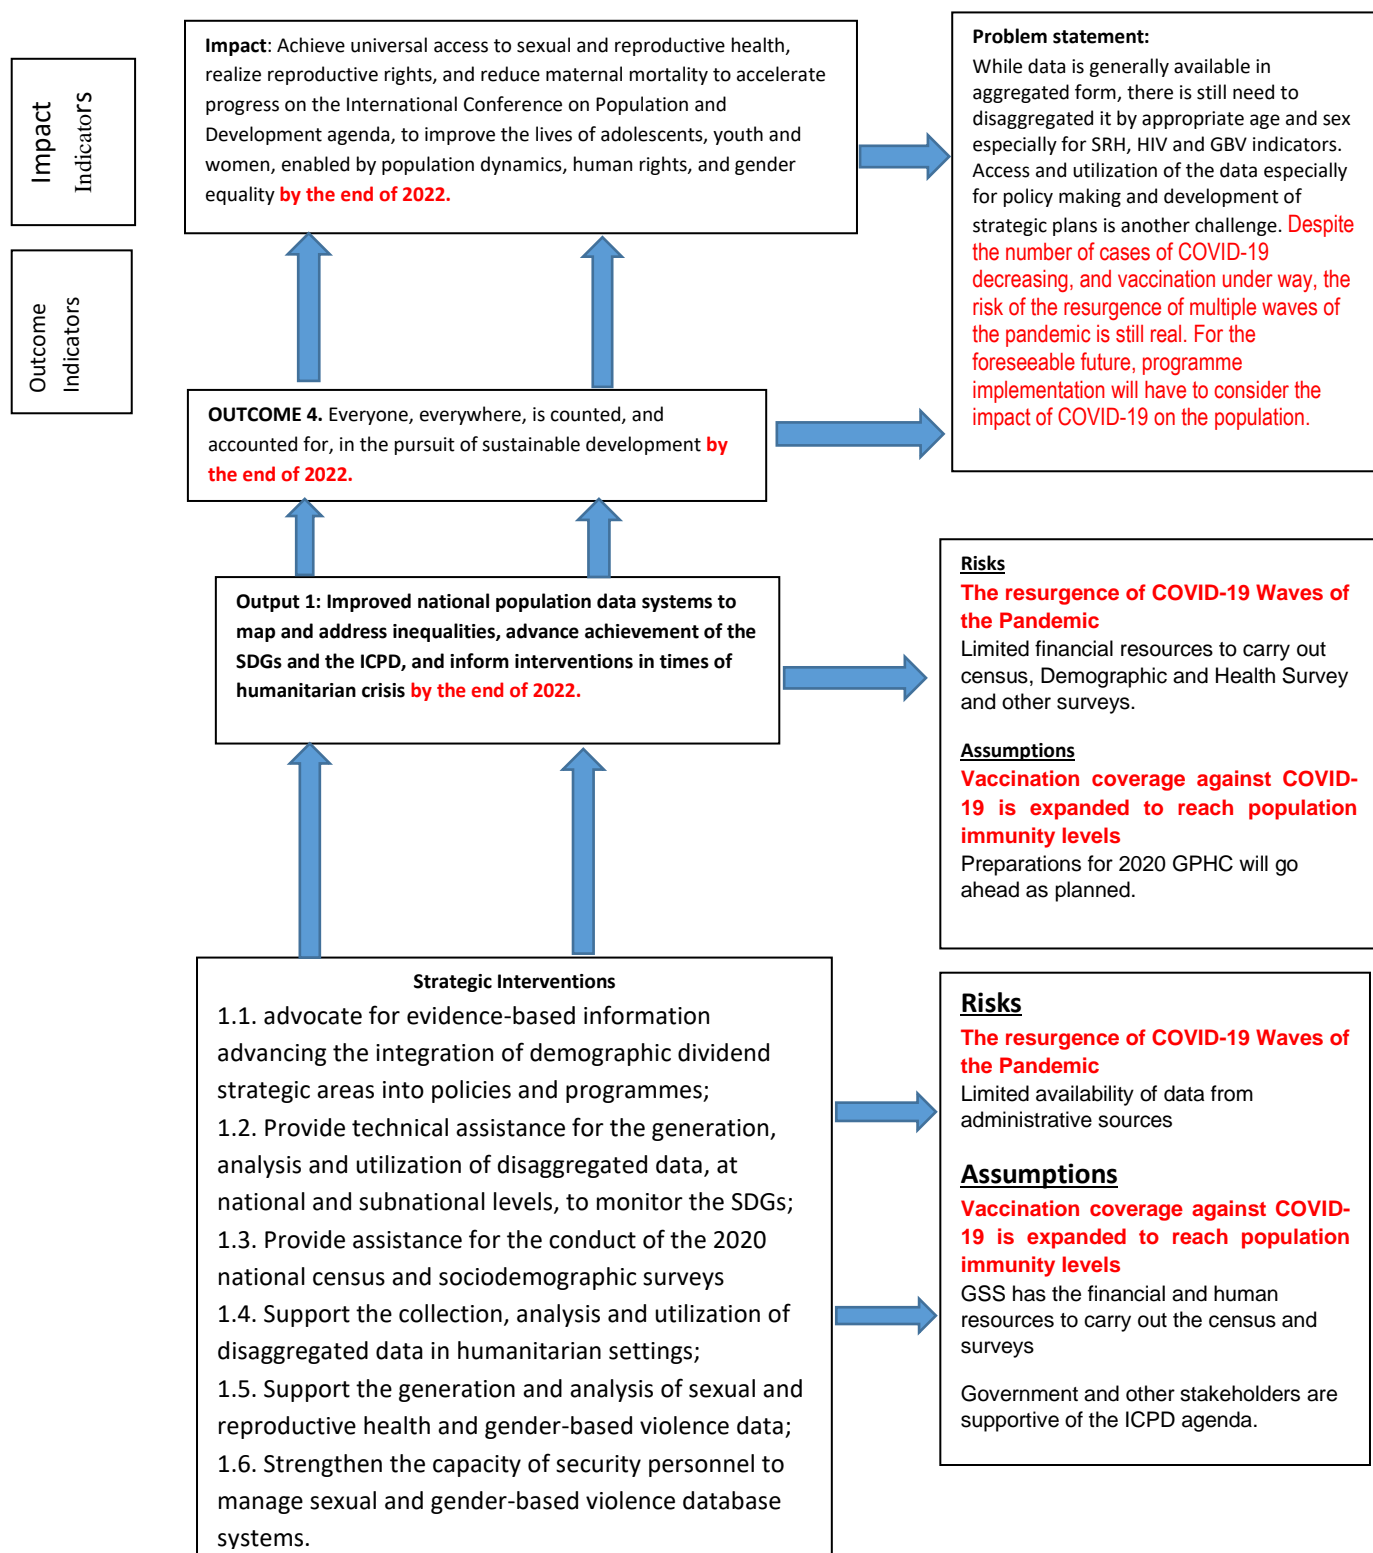 Impact
Indicators
Outcome
Indicators
Impact: Achieve universal access to sexual and reproductive health,
realize reproductive rights, and reduce maternal mortality to accelerate
progress on the International Conference on Population and
Development agenda, to improve the lives of adolescents, youth and
women, enabled by population dynamics, human rights, and gender
equality by the end of 2022.
Problem statement:
While data is generally available in
aggregated form, there is still need to
disaggregated it by appropriate age and sex
especially for SRH, HIV and GBV indicators.
Access and utilization of the data especially
for policy making and development of
strategic plans is another challenge. Despite
the number of cases of COVID-19
decreasing, and vaccination under way, the
risk of the resurgence of multiple waves of
the pandemic is still real. For the
foreseeable future, programme
implementation will have to consider the
impact of COVID-19 on the population.
OUTCOME 4. Everyone, everywhere, is counted, and
accounted for, in the pursuit of sustainable development by
the end of 2022.
Output 1: Improved national population data systems to
map and address inequalities, advance achievement of the
SDGs and the ICPD, and inform interventions in times of
humanitarian crisis by the end of 2022.
Risks
The resurgence of COVID-19 Waves of
the Pandemic
Limited financial resources to carry out
census, Demographic and Health Survey
and other surveys.
Assumptions
Vaccination coverage against COVID-
19 is expanded to reach population
immunity levels
Preparations for 2020 GPHC will go
ahead as planned.
Strategic Interventions
1.1. advocate for evidence-based information
advancing the integration of demographic dividend
strategic areas into policies and programmes;
1.2. Provide technical assistance for the generation,
analysis and utilization of disaggregated data, at
national and subnational levels, to monitor the SDGs;
1.3. Provide assistance for the conduct of the 2020
national census and sociodemographic surveys
1.4. Support the collection, analysis and utilization of
disaggregated data in humanitarian settings;
1.5. Support the generation and analysis of sexual and
reproductive health and gender-based violence data;
1.6. Strengthen the capacity of security personnel to
manage sexual and gender-based violence database
systems.
Risks
The resurgence of COVID-19 Waves of
the Pandemic
Limited availability of data from
administrative sources
Assumptions
Vaccination coverage against COVID-
19 is expanded to reach population
immunity levels
GSS has the financial and human
resources to carry out the census and
surveys
Government and other stakeholders are
supportive of the ICPD agenda.